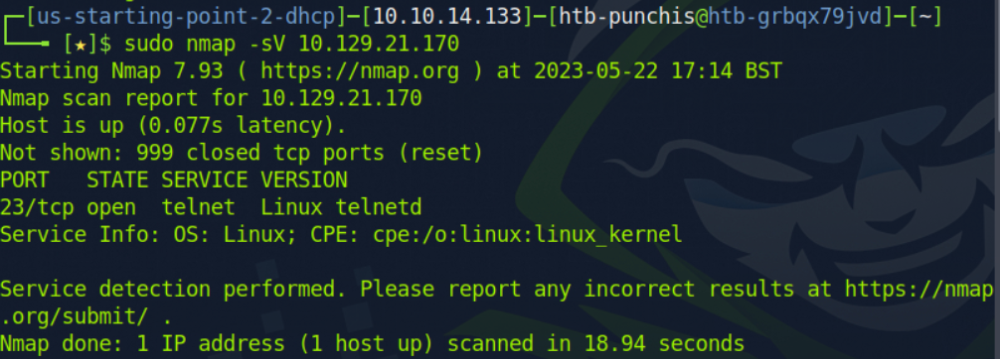 [us-starting-point-2-dhcp]─[10.10.14.133]─[htb-punchis@htb-grbqx79jvd]─[~]
[★]$ sudo nmap -sV 10.129.21.170
Starting Nmap 7.93 ( https://nmap.org ) at 2023-05-22 17:14 BST
Nmap scan report for 10.129.21.170
Host is up (0.077s latency).
Not shown: 999 closed tcp ports (reset)
PORT   STATE SERVICE VERSION
23/tcp open  telnet  Linux telnetd
Service Info: OS: Linux; CPE: cpe:/o:linux:linux_kernel
Service detection performed. Please report any incorrect results at https://nmap
.org/submit/ .
Nmap done: 1 IP address (1 host up) scanned in 18.94 seconds